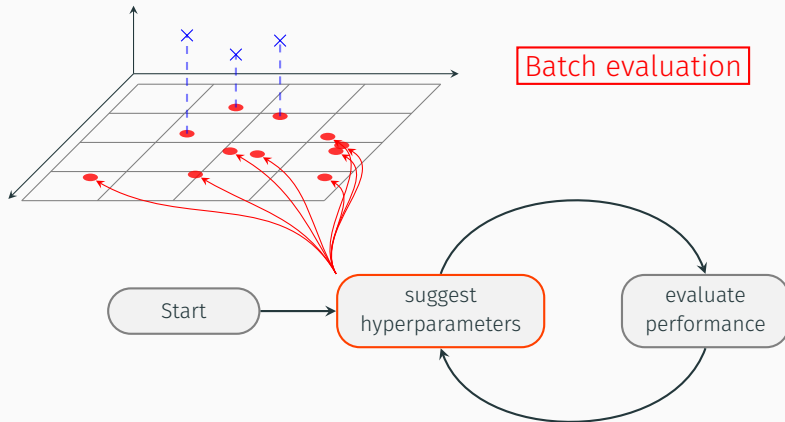 Batch evaluation
Start
suggest
hyperparameters
evaluate
performance